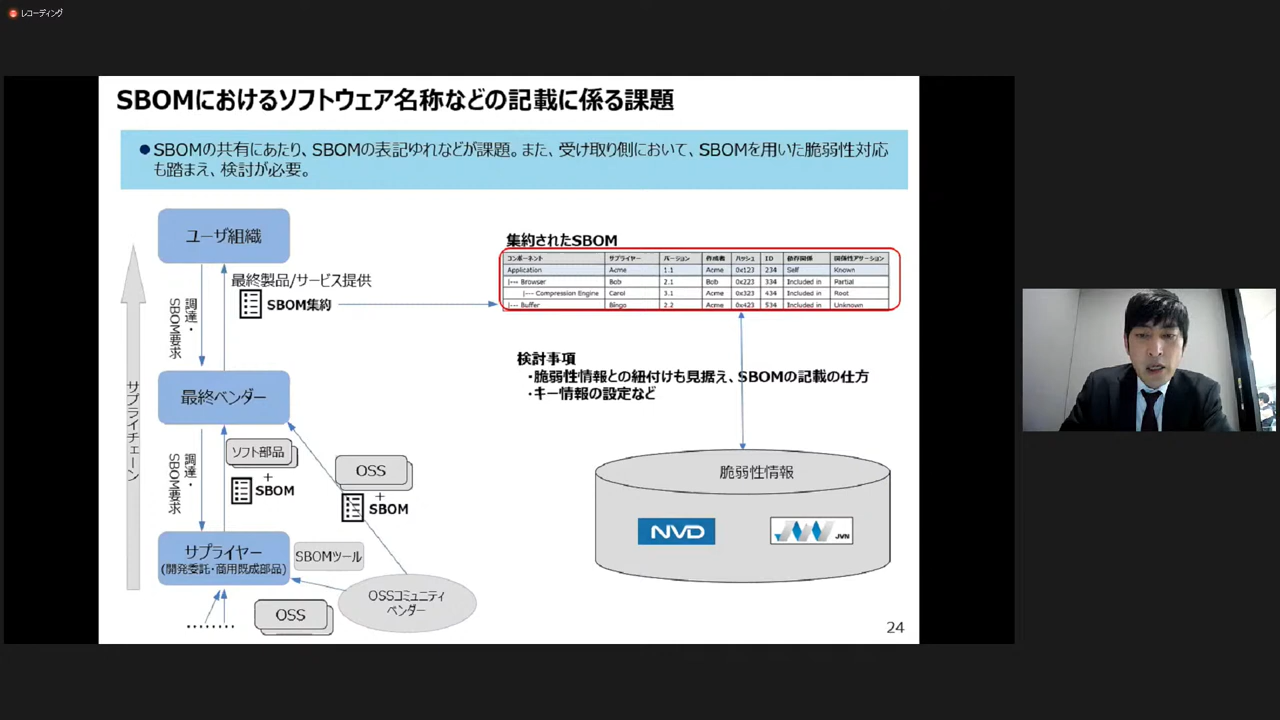 レコーディング
SBOMにおけるソフトウェア名称などの記載に係る課題
●SBOMの共有にあたり、SBOMの表記ゆれなどが課題。また、受け取り側において、SBOMを用いた脆弱性対応
も踏まえ、検討が必要。
ユーザ組織
最終製品/サービス提供
SBOM集約
調達・
SBOM要求
サプライチェーン
最終ベンダー
調達・
SBOM要求
ソフト部品
+
SBOM
OSS
+
SBOM
サプライヤー
(開発委託・商用既成部品)
SBOMツール
OSSコミュニティ
ベンダー
OSS
集約されたSBOM
コンポーネント サプライヤー バージョン 作成者 ハッシュ ID 依存関係 関係性アサーション
Application Acme 1.1 Acme 0x123 234 Self Known
|--- Browser Bob 2.1 Bob 0x223 334 Included in Partial
|--- Compression Engine Carol 3.1 Acme 0x323 434 Included in Root
|--- Buffer Bingo 2.2 Acme 0x423 534 Included in Unknown
検討事項
・脆弱性情報との紐付けも見据え、SBOMの記載の仕方
・キー情報の設定など
脆弱性情報
NVD
JVN
24